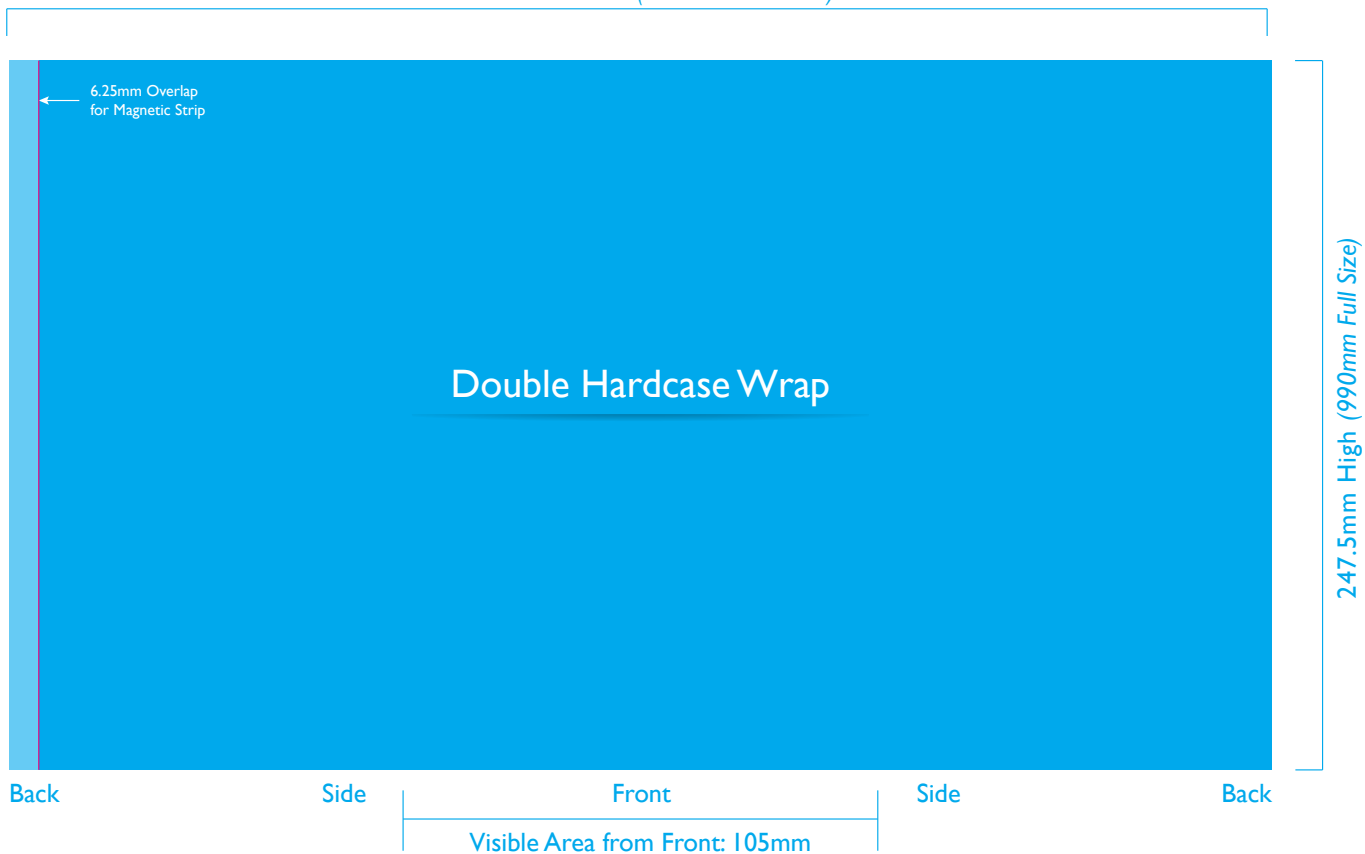 6.25mm Overlap
for Magnetic Strip
247.5mm High (990mm Full Size)
Double Hardcase Wrap
Back Side Front Side Back
Visible Area from Front: 105mm